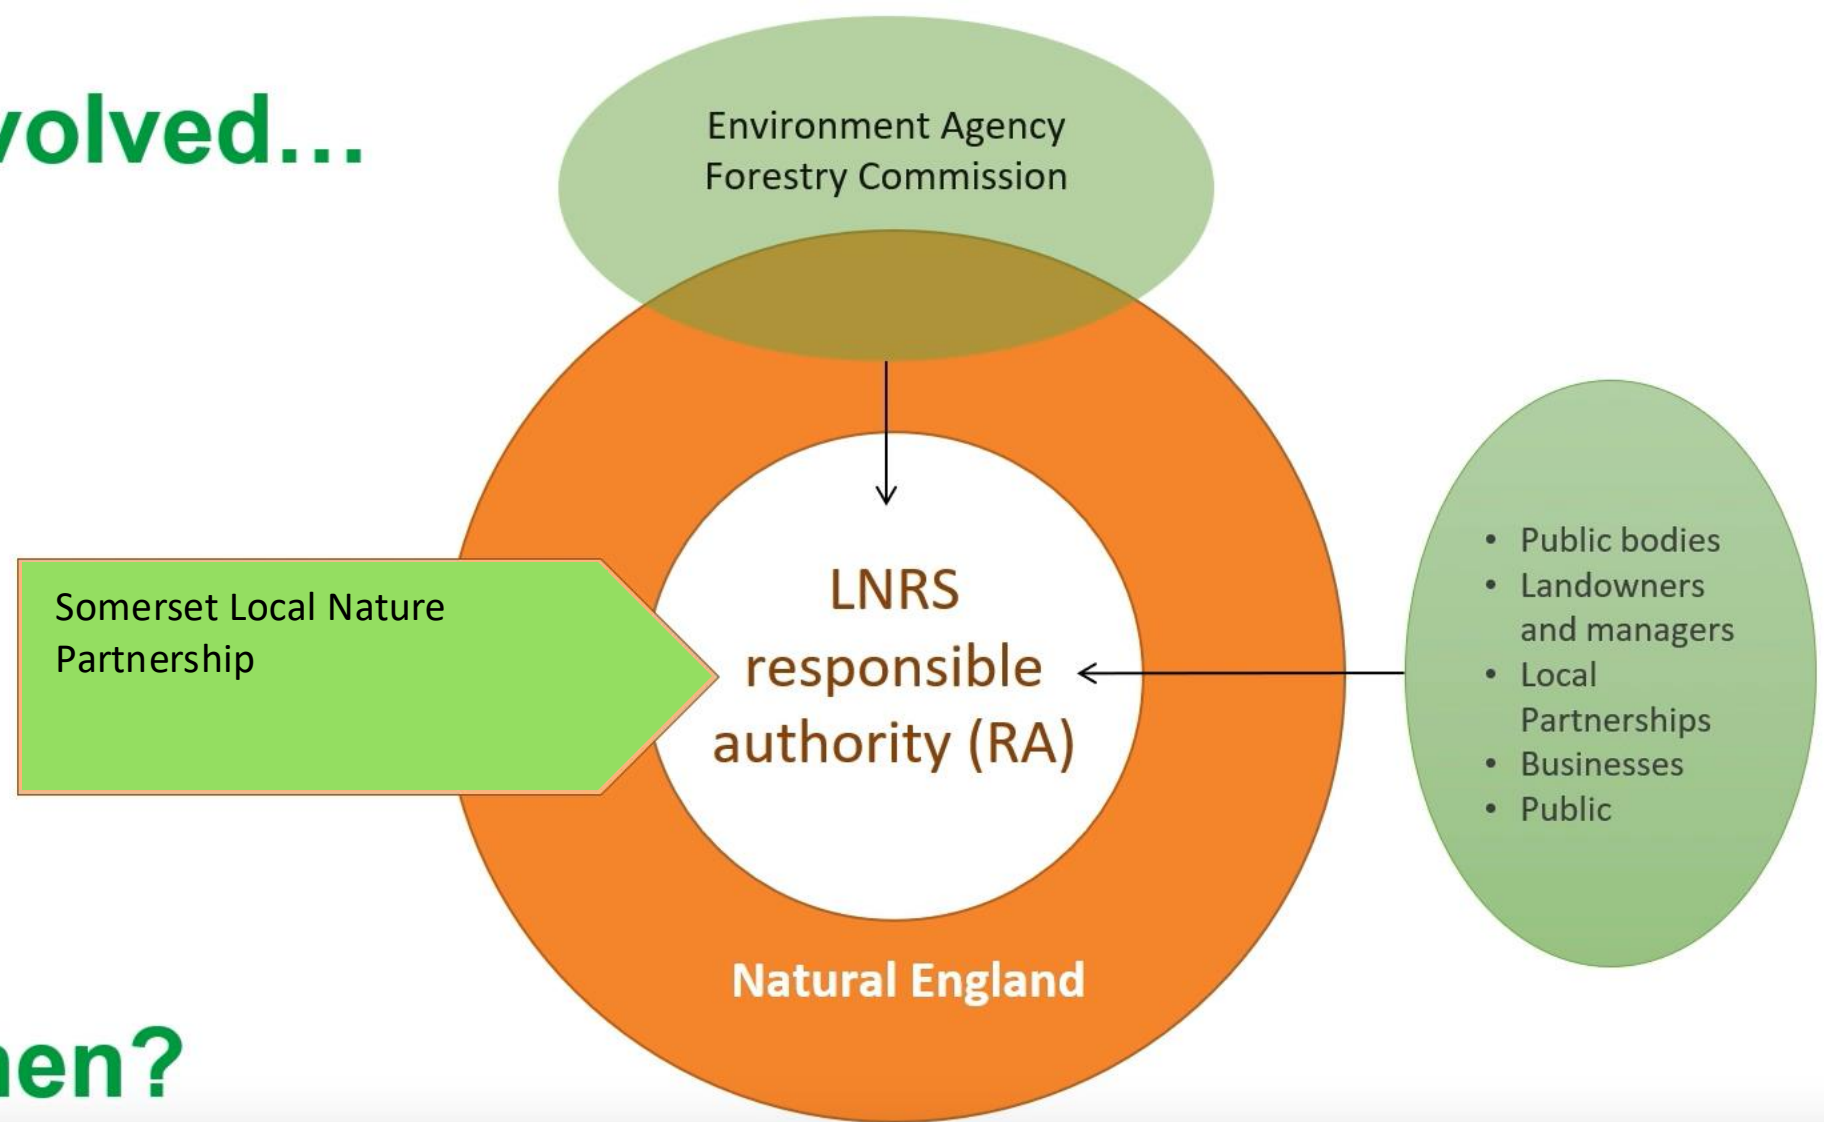 volved...
Environment Agency
Forestry Commission
Somerset Local Nature
Partnership
LNRS
responsible
authority (RA)
• Public bodies
• Landowners
and managers
• Local
Partnerships
• Businesses
• Public
Natural England
hen?